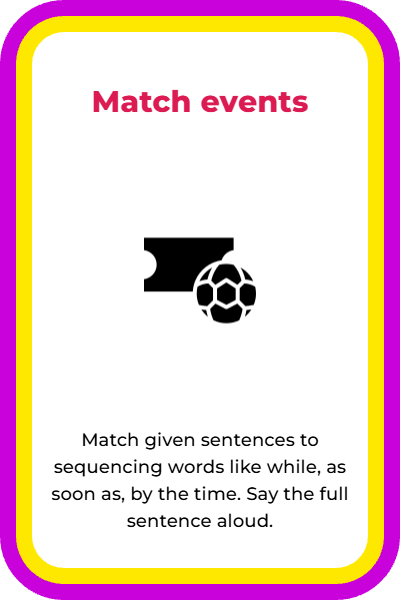 Match events
Match given sentences to
sequencing words like while, as
soon as, by the time. Say the full
sentence aloud.